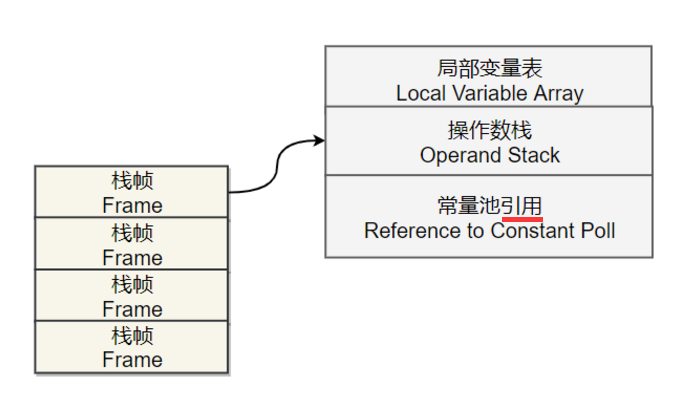 局部变量表
Local Variable Array
操作数栈
Operand Stack
常量池引用
Reference to Constant Poll
栈帧
Frame
栈帧
Frame
栈帧
Frame
栈帧
Frame